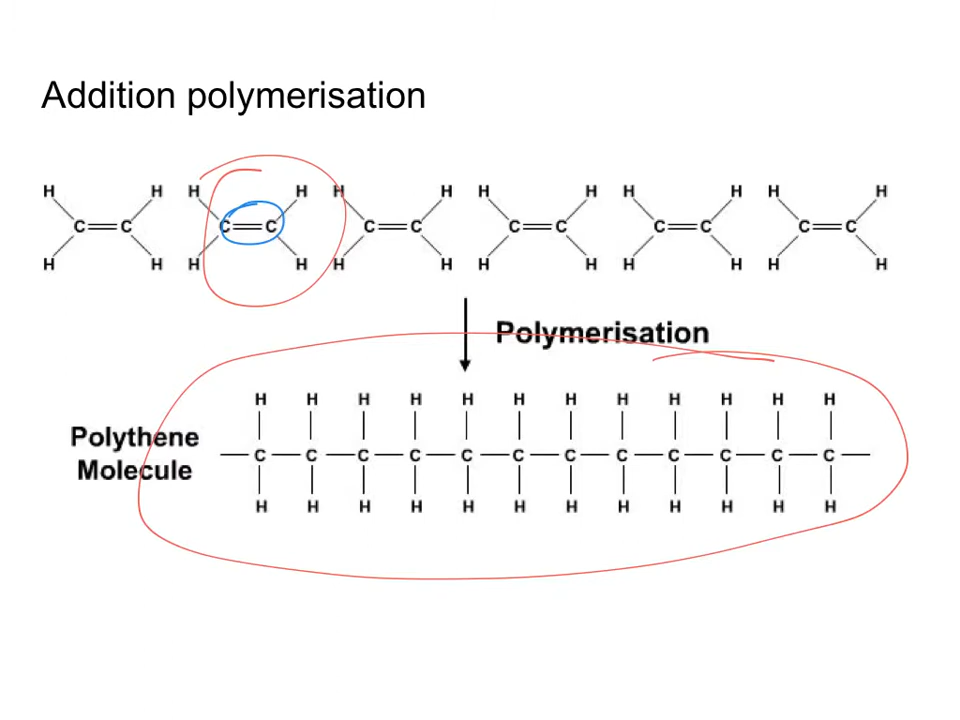 Addition polymerisation
H H H H H H H H H H H H
C=C C=C C=C C=C C=C C=C
H H H H H H H H H H H H
Polymerisation
H H H H H H H H H H H H
Polythene
Molecule
—C—C—C—C—C—C—C—C—C—C—C—C—
H H H H H H H H H H H H